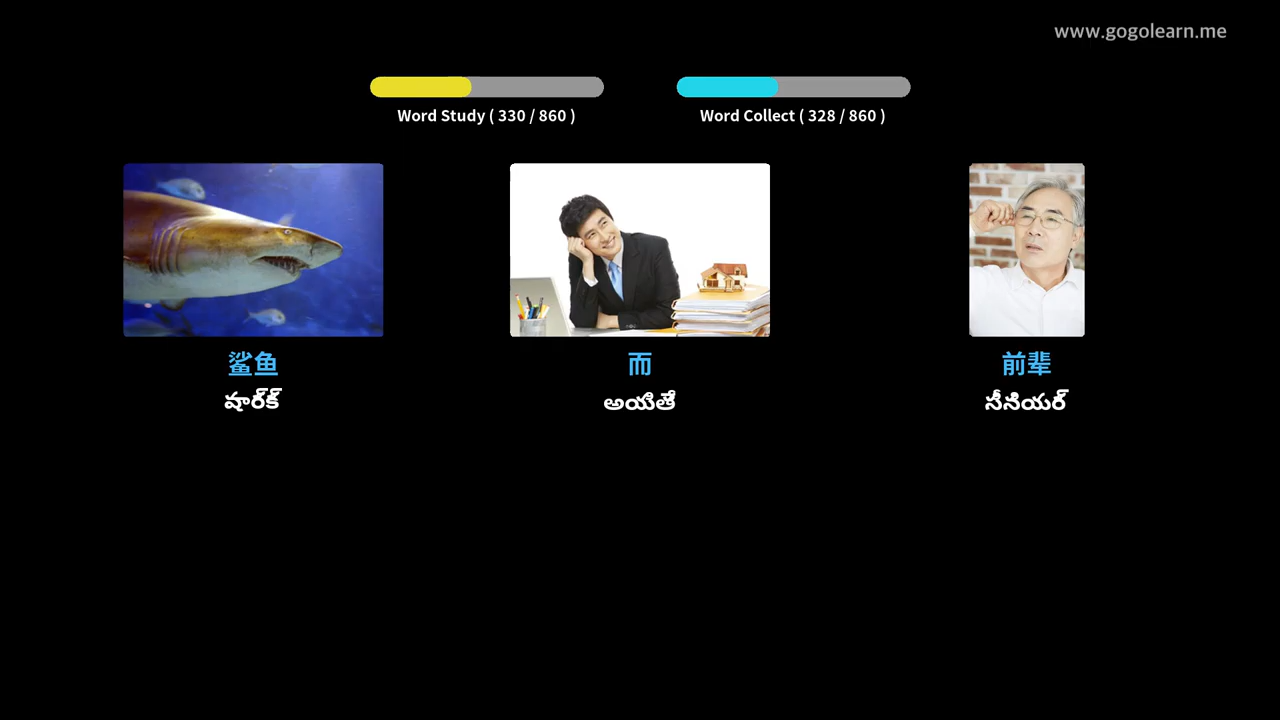 www.gogolearn.me
Word Study ( 330 / 860 )
Word Collect ( 328 / 860 )
鲨鱼
而
前辈
షార్క్
అయితే
సీనియర్